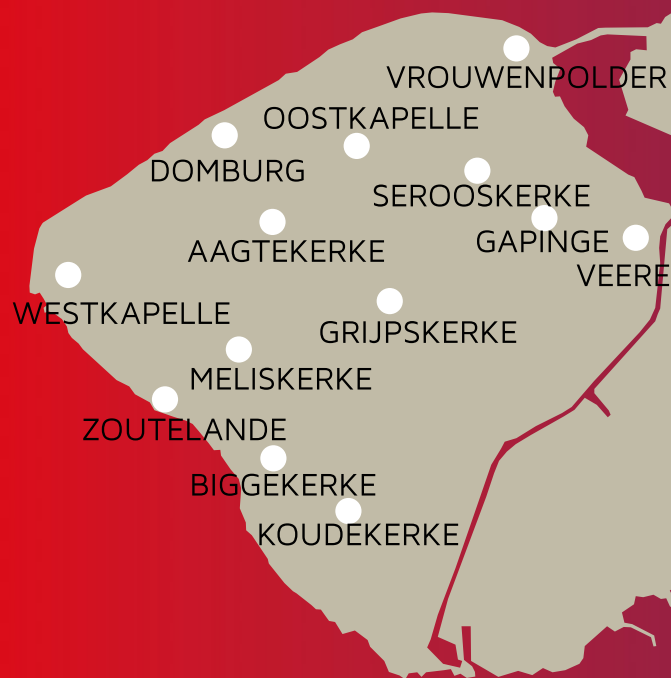 VROUWENPOLDER
OOSTKAPELLE
DOMBURG
SEROOSKERKE
GAPINGE
AAGTEKERKE
VEERE
WESTKAPELLE
GRIJPSKERKE
MELISKERKE
ZOUTELANDE
BIGGEKERKE
KOUDEKERKE